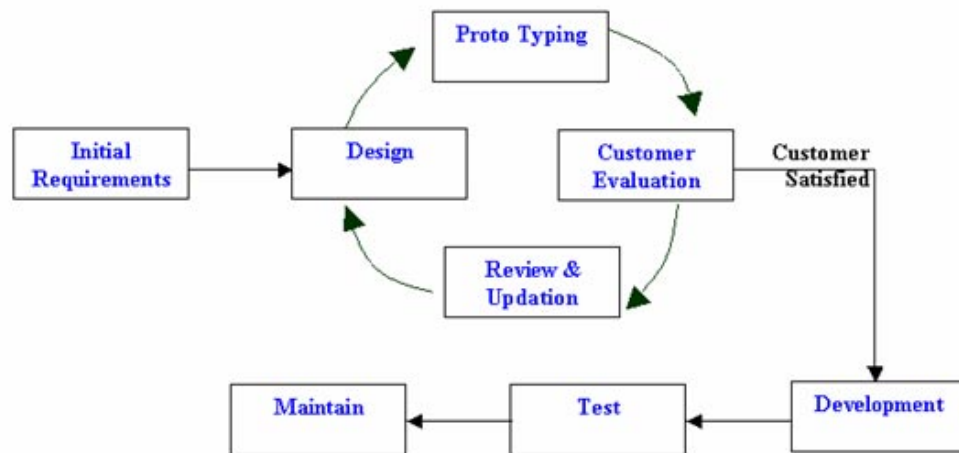 Proto Typing
Initial
Requirements
Design
Customer
Evaluation
Customer
Satisfied
Review &
Updation
Maintain
Test
Development